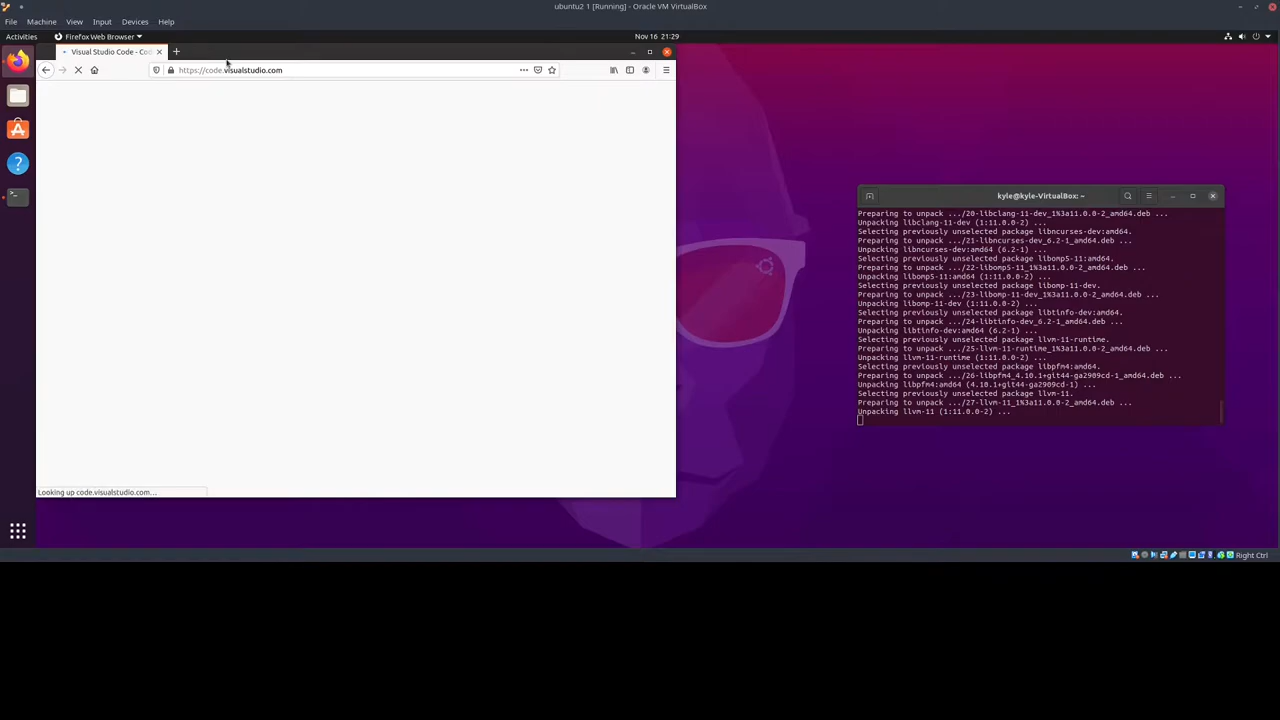 ubuntu2 1 [Running] - Oracle VM VirtualBox
File Machine View Input Devices Help
Activities Firefox Web Browser Nov 16 21:29
Visual Studio Code - Cod
https://code.visualstudio.com
kyle@kyle-VirtualBox: ~
Preparing to unpack .../20-libclang-11-dev_1%3a11.0.0-2_amd64.deb ...
Unpacking libclang-11-dev (1:11.0.0-2) ...
Selecting previously unselected package libncurses-dev:amd64.
Preparing to unpack .../21-libncurses-dev_6.2-1_amd64.deb ...
Unpacking libncurses-dev:amd64 (6.2-1) ...
Selecting previously unselected package libomp5-11:amd64.
Preparing to unpack .../22-libomp5-11_1%3a11.0.0-2_amd64.deb ...
Unpacking libomp5-11:amd64 (1:11.0.0-2) ...
Selecting previously unselected package libomp-11-dev.
Preparing to unpack .../23-libomp-11-dev_1%3a11.0.0-2_amd64.deb ...
Unpacking libomp-11-dev (1:11.0.0-2) ...
Selecting previously unselected package libtinfo-dev:amd64.
Preparing to unpack .../24-libtinfo-dev_6.2-1_amd64.deb ...
Unpacking libtinfo-dev:amd64 (6.2-1) ...
Selecting previously unselected package llvm-11-runtime.
Preparing to unpack .../25-llvm-11-runtime_1%3a11.0.0-2_amd64.deb ...
Unpacking llvm-11-runtime (1:11.0.0-2) ...
Selecting previously unselected package libpfm4:amd64.
Preparing to unpack .../26-libpfm4_4.10.1+git44-ga2909cd-1_amd64.deb ...
Unpacking libpfm4:amd64 (4.10.1+git44-ga2909cd-1) ...
Selecting previously unselected package llvm-11.
Preparing to unpack .../27-llvm-11_1%3a11.0.0-2_amd64.deb ...
Unpacking llvm-11 (1:11.0.0-2) ...
Looking up code.visualstudio.com...
Right Ctrl